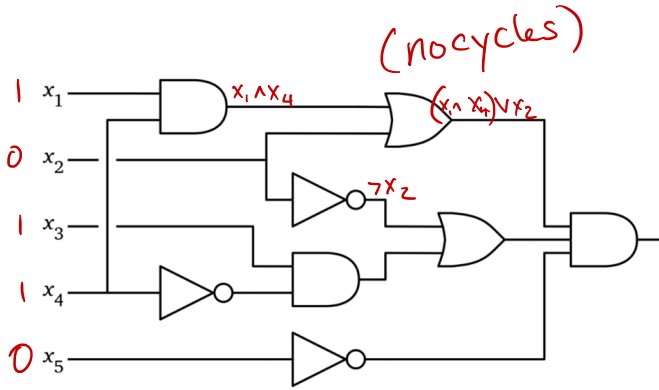 (nocycles)
1 x₁ x₁ ∧ x₄ (x₁ ∧ x₄) ∨ x₂
0 x₂
¬x₂
1 x₃
1 x₄
0 x₅